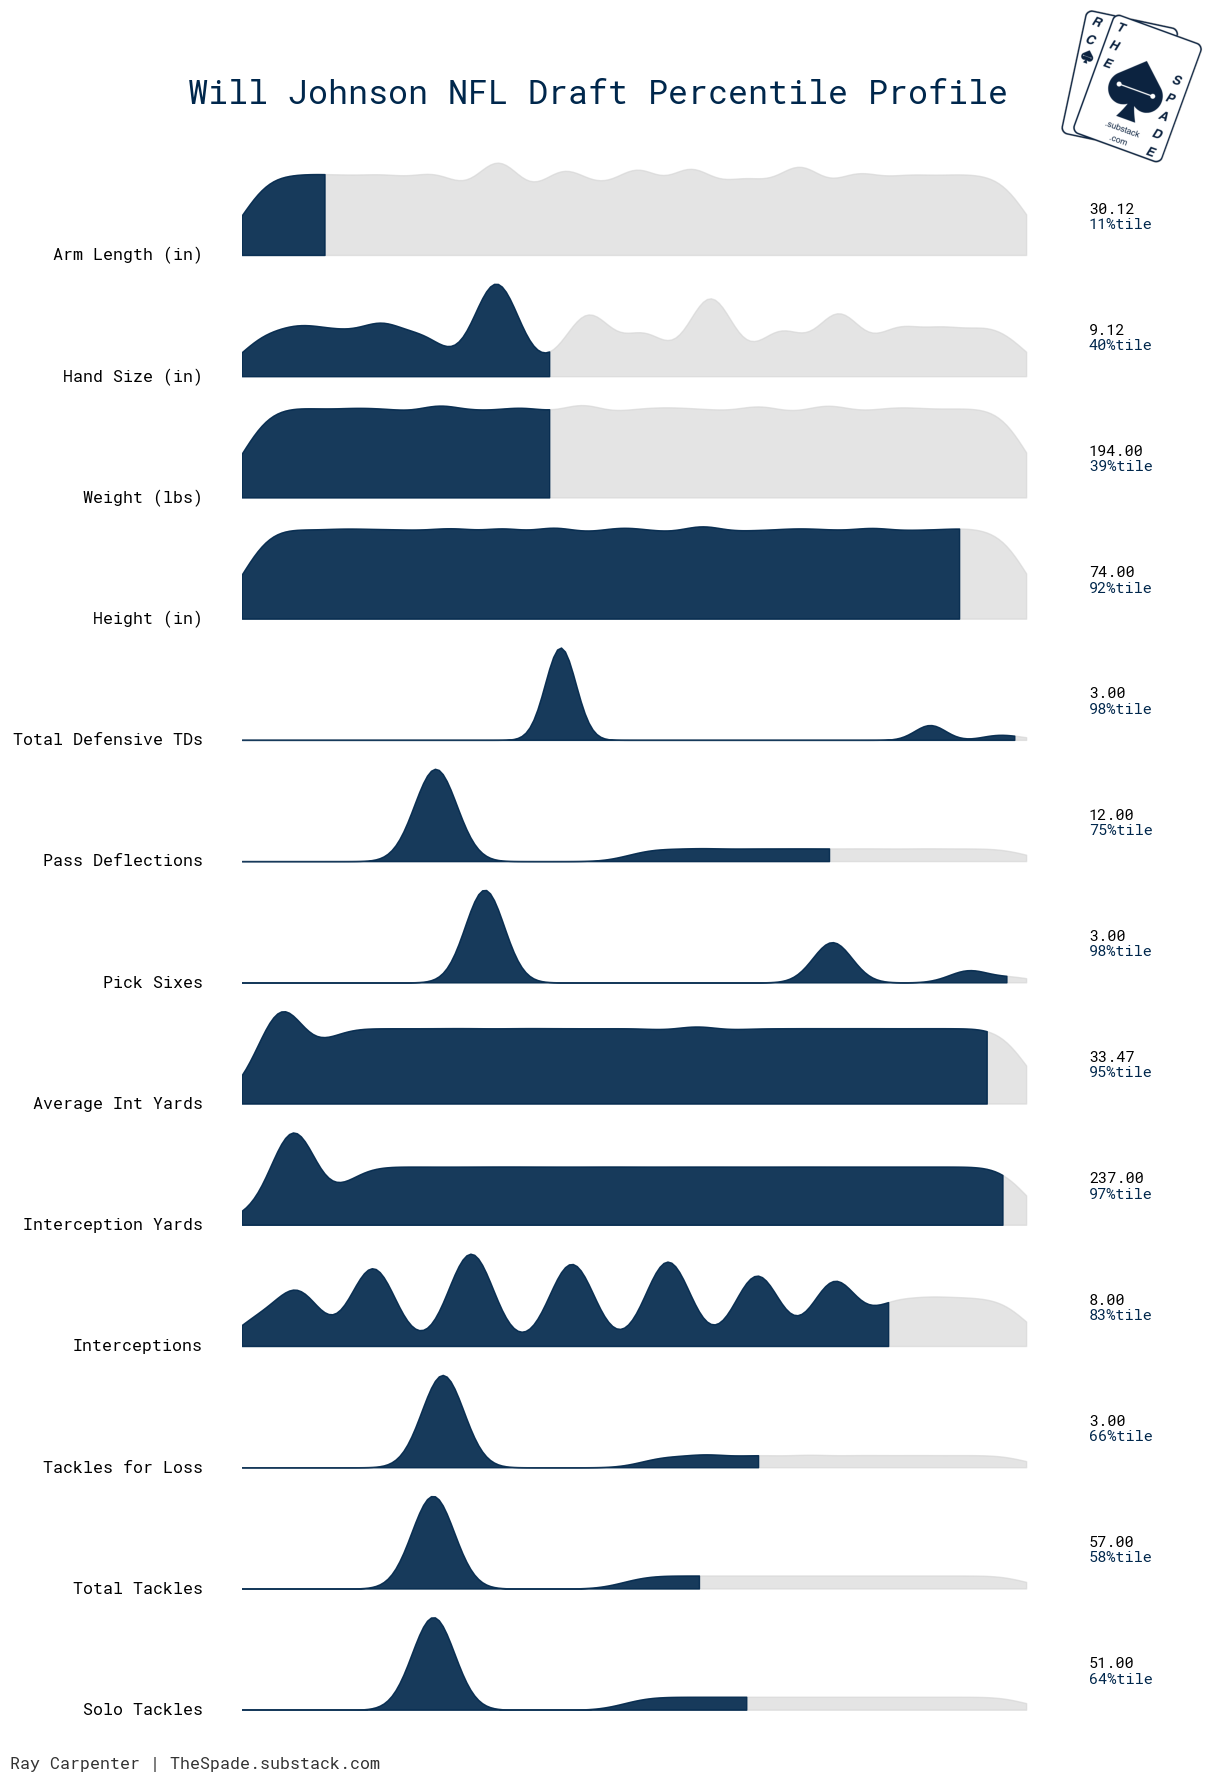 R
C
T
H
E
S
P
A
D
E
.substack
.com
Will Johnson NFL Draft Percentile Profile
Arm Length (in)
30.12
11%tile
Hand Size (in)
9.12
40%tile
Weight (lbs)
194.00
39%tile
Height (in)
74.00
92%tile
Total Defensive TDs
3.00
98%tile
Pass Deflections
12.00
75%tile
Pick Sixes
3.00
98%tile
Average Int Yards
33.47
95%tile
Interception Yards
237.00
97%tile
Interceptions
8.00
83%tile
Tackles for Loss
3.00
66%tile
Total Tackles
57.00
58%tile
Solo Tackles
51.00
64%tile
Ray Carpenter | TheSpade.substack.com